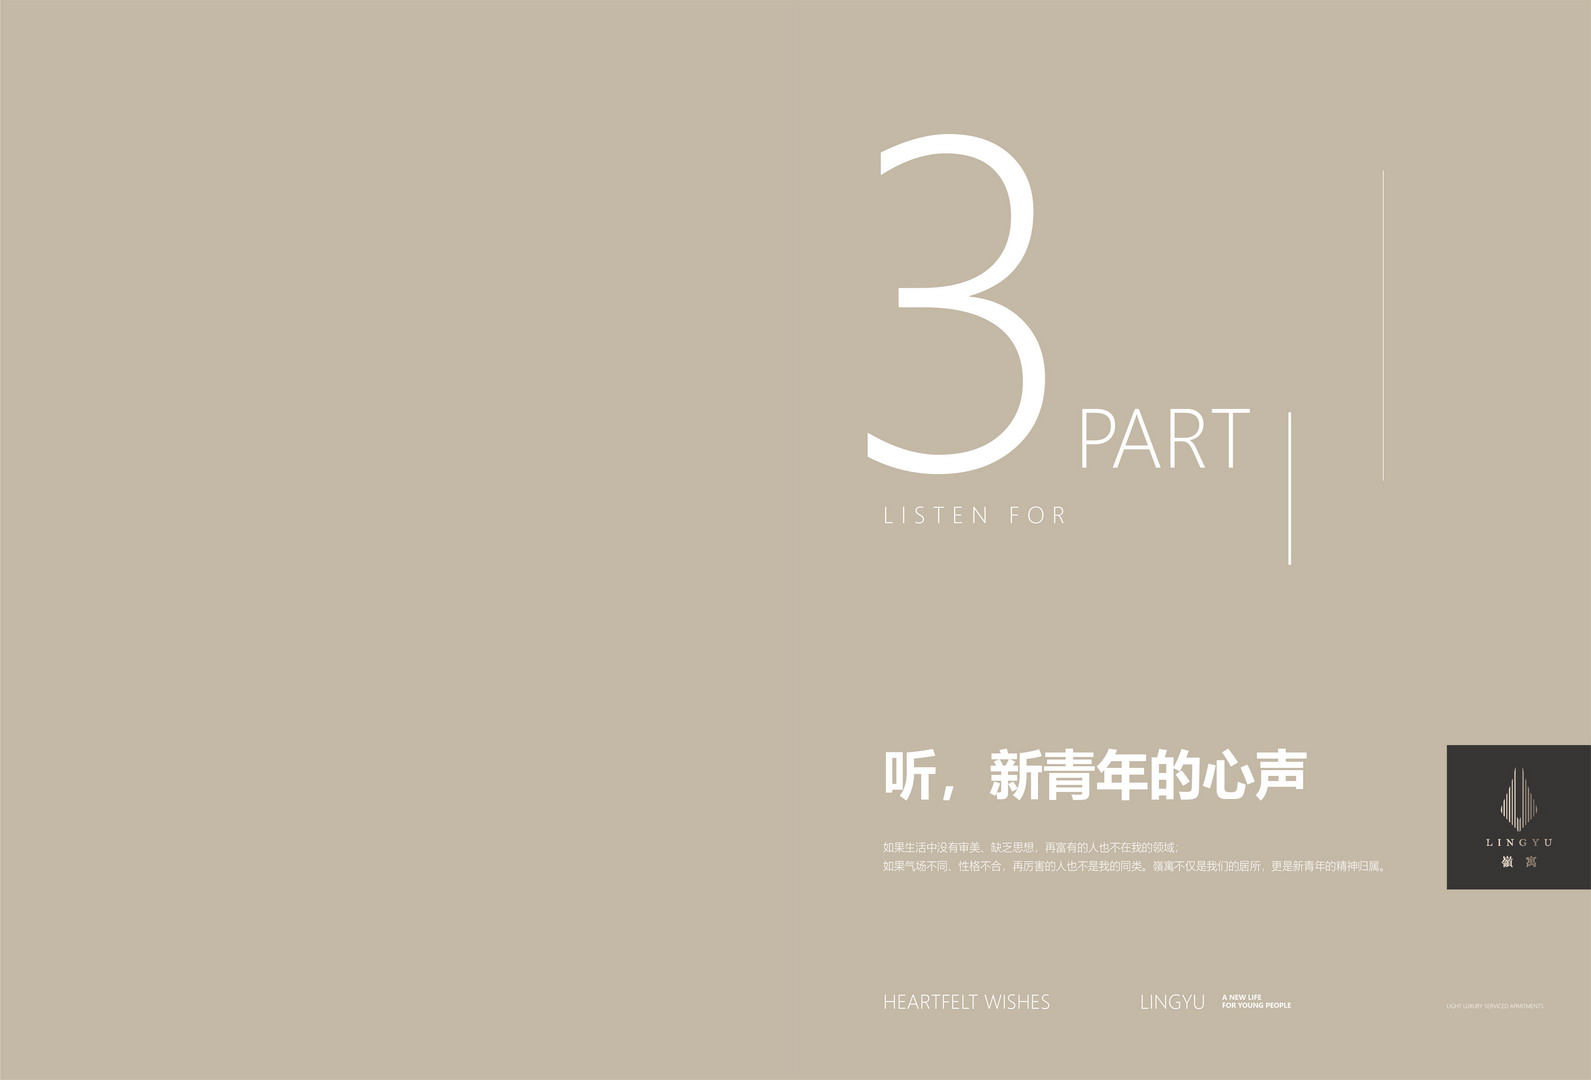 3 PART
LISTEN FOR
听，新青年的心声
如果生活中没有审美、缺乏思想，再富有的人也不在我的领域；
如果气场不同、性格不合，再厉害的人也不是我的同类。嶺寓不仅是我们的居所，更是新青年的精神归属。
LINGYU
嶺寓
HEARTFELT WISHES
LINGYU
A NEW LIFE
FOR YOUNG PEOPLE
LIGHT LUXURY SERVICED APARTMENTS